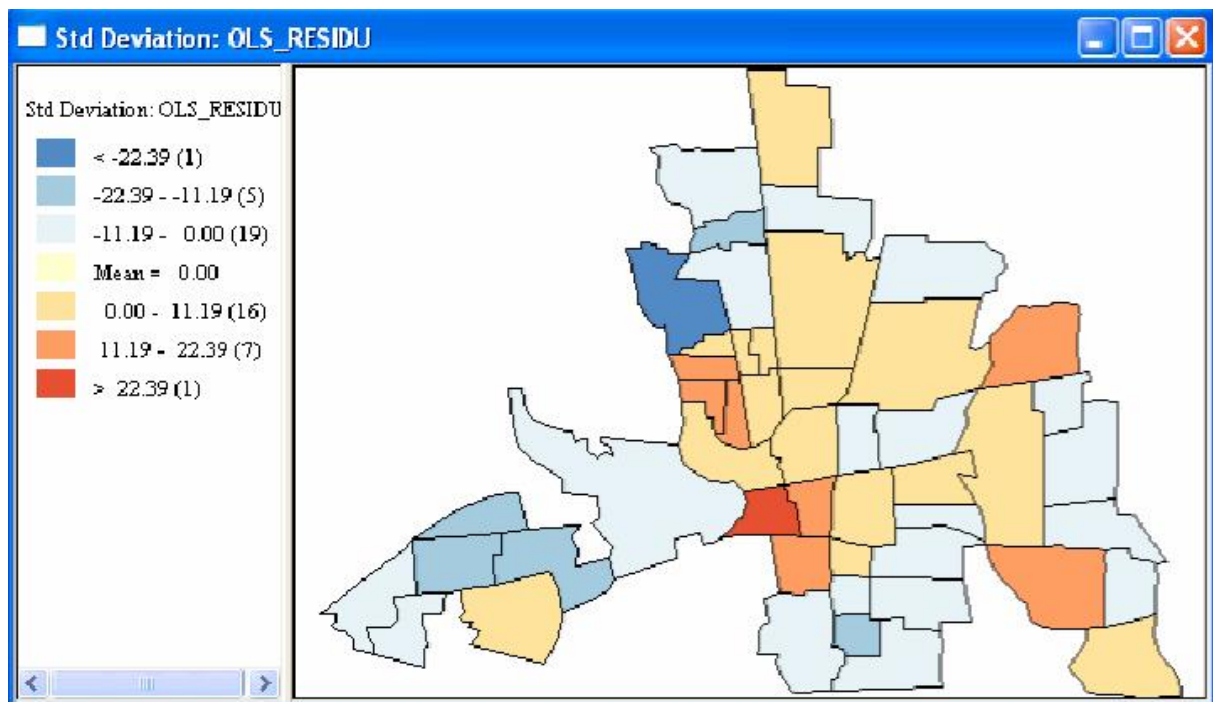 Std Deviation: OLS_RESIDU
Std Deviation: OLS_RESIDU
< -22.39 (1)
-22.39 - -11.19 (5)
-11.19 - 0.00 (19)
Mean = 0.00
0.00 - 11.19 (16)
11.19 - 22.39 (7)
> 22.39 (1)